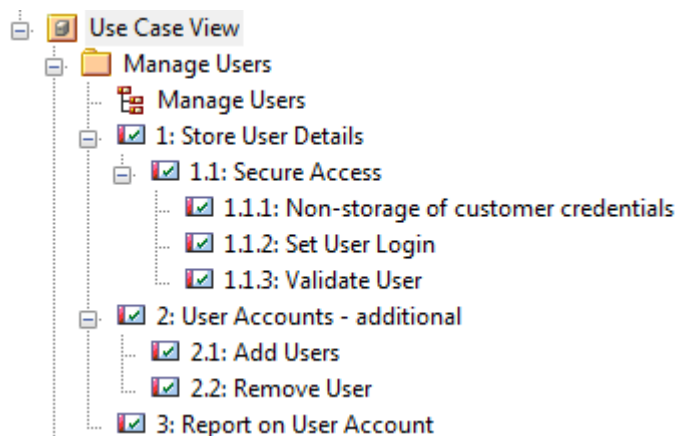 Use Case View
Manage Users
Manage Users
1: Store User Details
1.1: Secure Access
1.1.1: Non-storage of customer credentials
1.1.2: Set User Login
1.1.3: Validate User
2: User Accounts - additional
2.1: Add Users
2.2: Remove User
3: Report on User Account